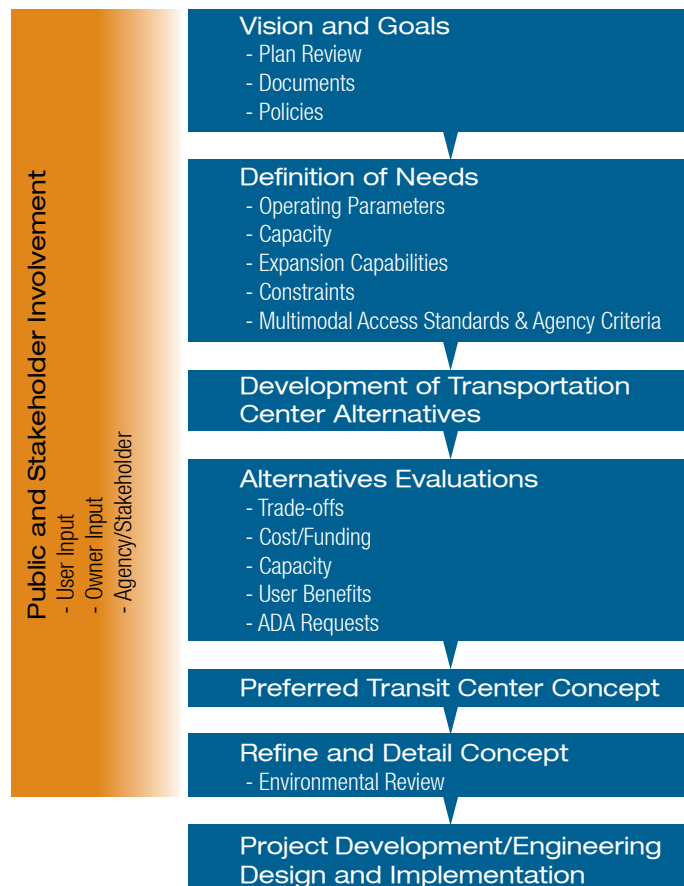 Public and Stakeholder Involvement
- User Input
- Owner Input
- Agency/Stakeholder
Vision and Goals
- Plan Review
- Documents
- Policies
Definition of Needs
- Operating Parameters
- Capacity
- Expansion Capabilities
- Constraints
- Multimodal Access Standards & Agency Criteria
Development of Transportation
Center Alternatives
Alternatives Evaluations
- Trade-offs
- Cost/Funding
- Capacity
- User Benefits
- ADA Requests
Preferred Transit Center Concept
Refine and Detail Concept
- Environmental Review
Project Development/Engineering
Design and Implementation